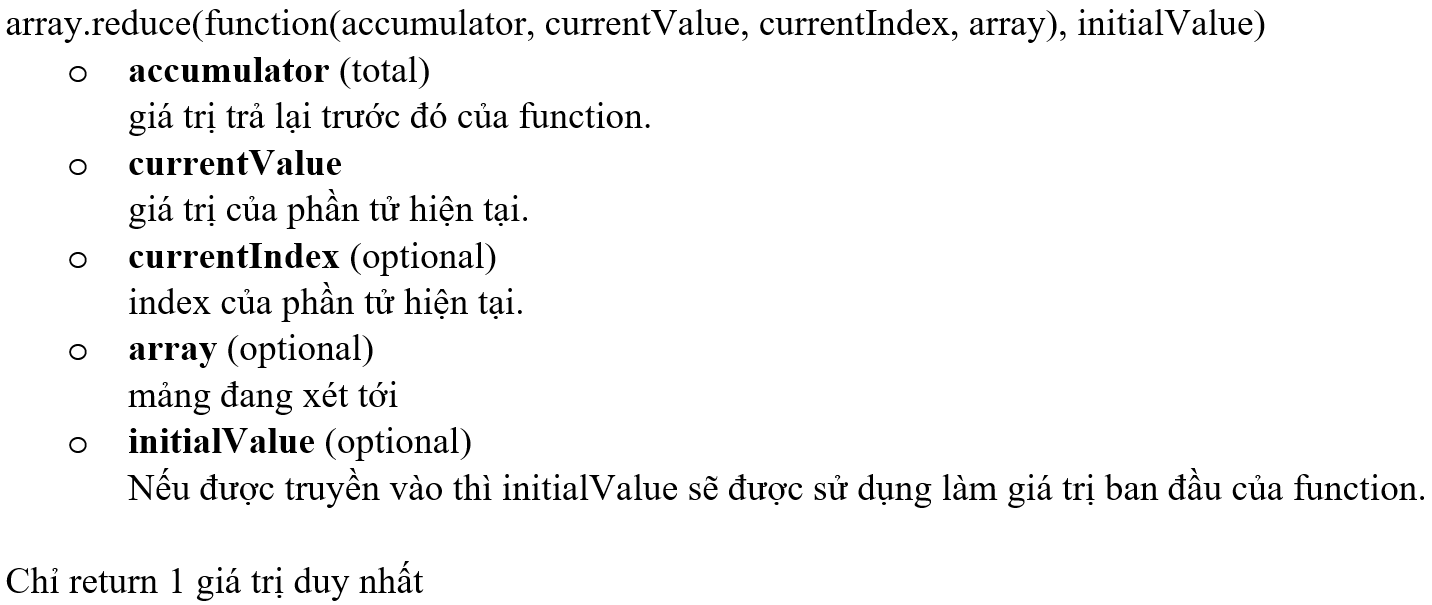 array.reduce(function(accumulator, currentValue, currentIndex, array), initialValue)
o accumulator (total)
giá trị trả lại trước đó của function.
o currentValue
giá trị của phần tử hiện tại.
o currentIndex (optional)
index của phần tử hiện tại.
o array (optional)
mảng đang xét tới
o initialValue (optional)
Nếu được truyền vào thì initialValue sẽ được sử dụng làm giá trị ban đầu của function.
Chỉ return 1 giá trị duy nhất